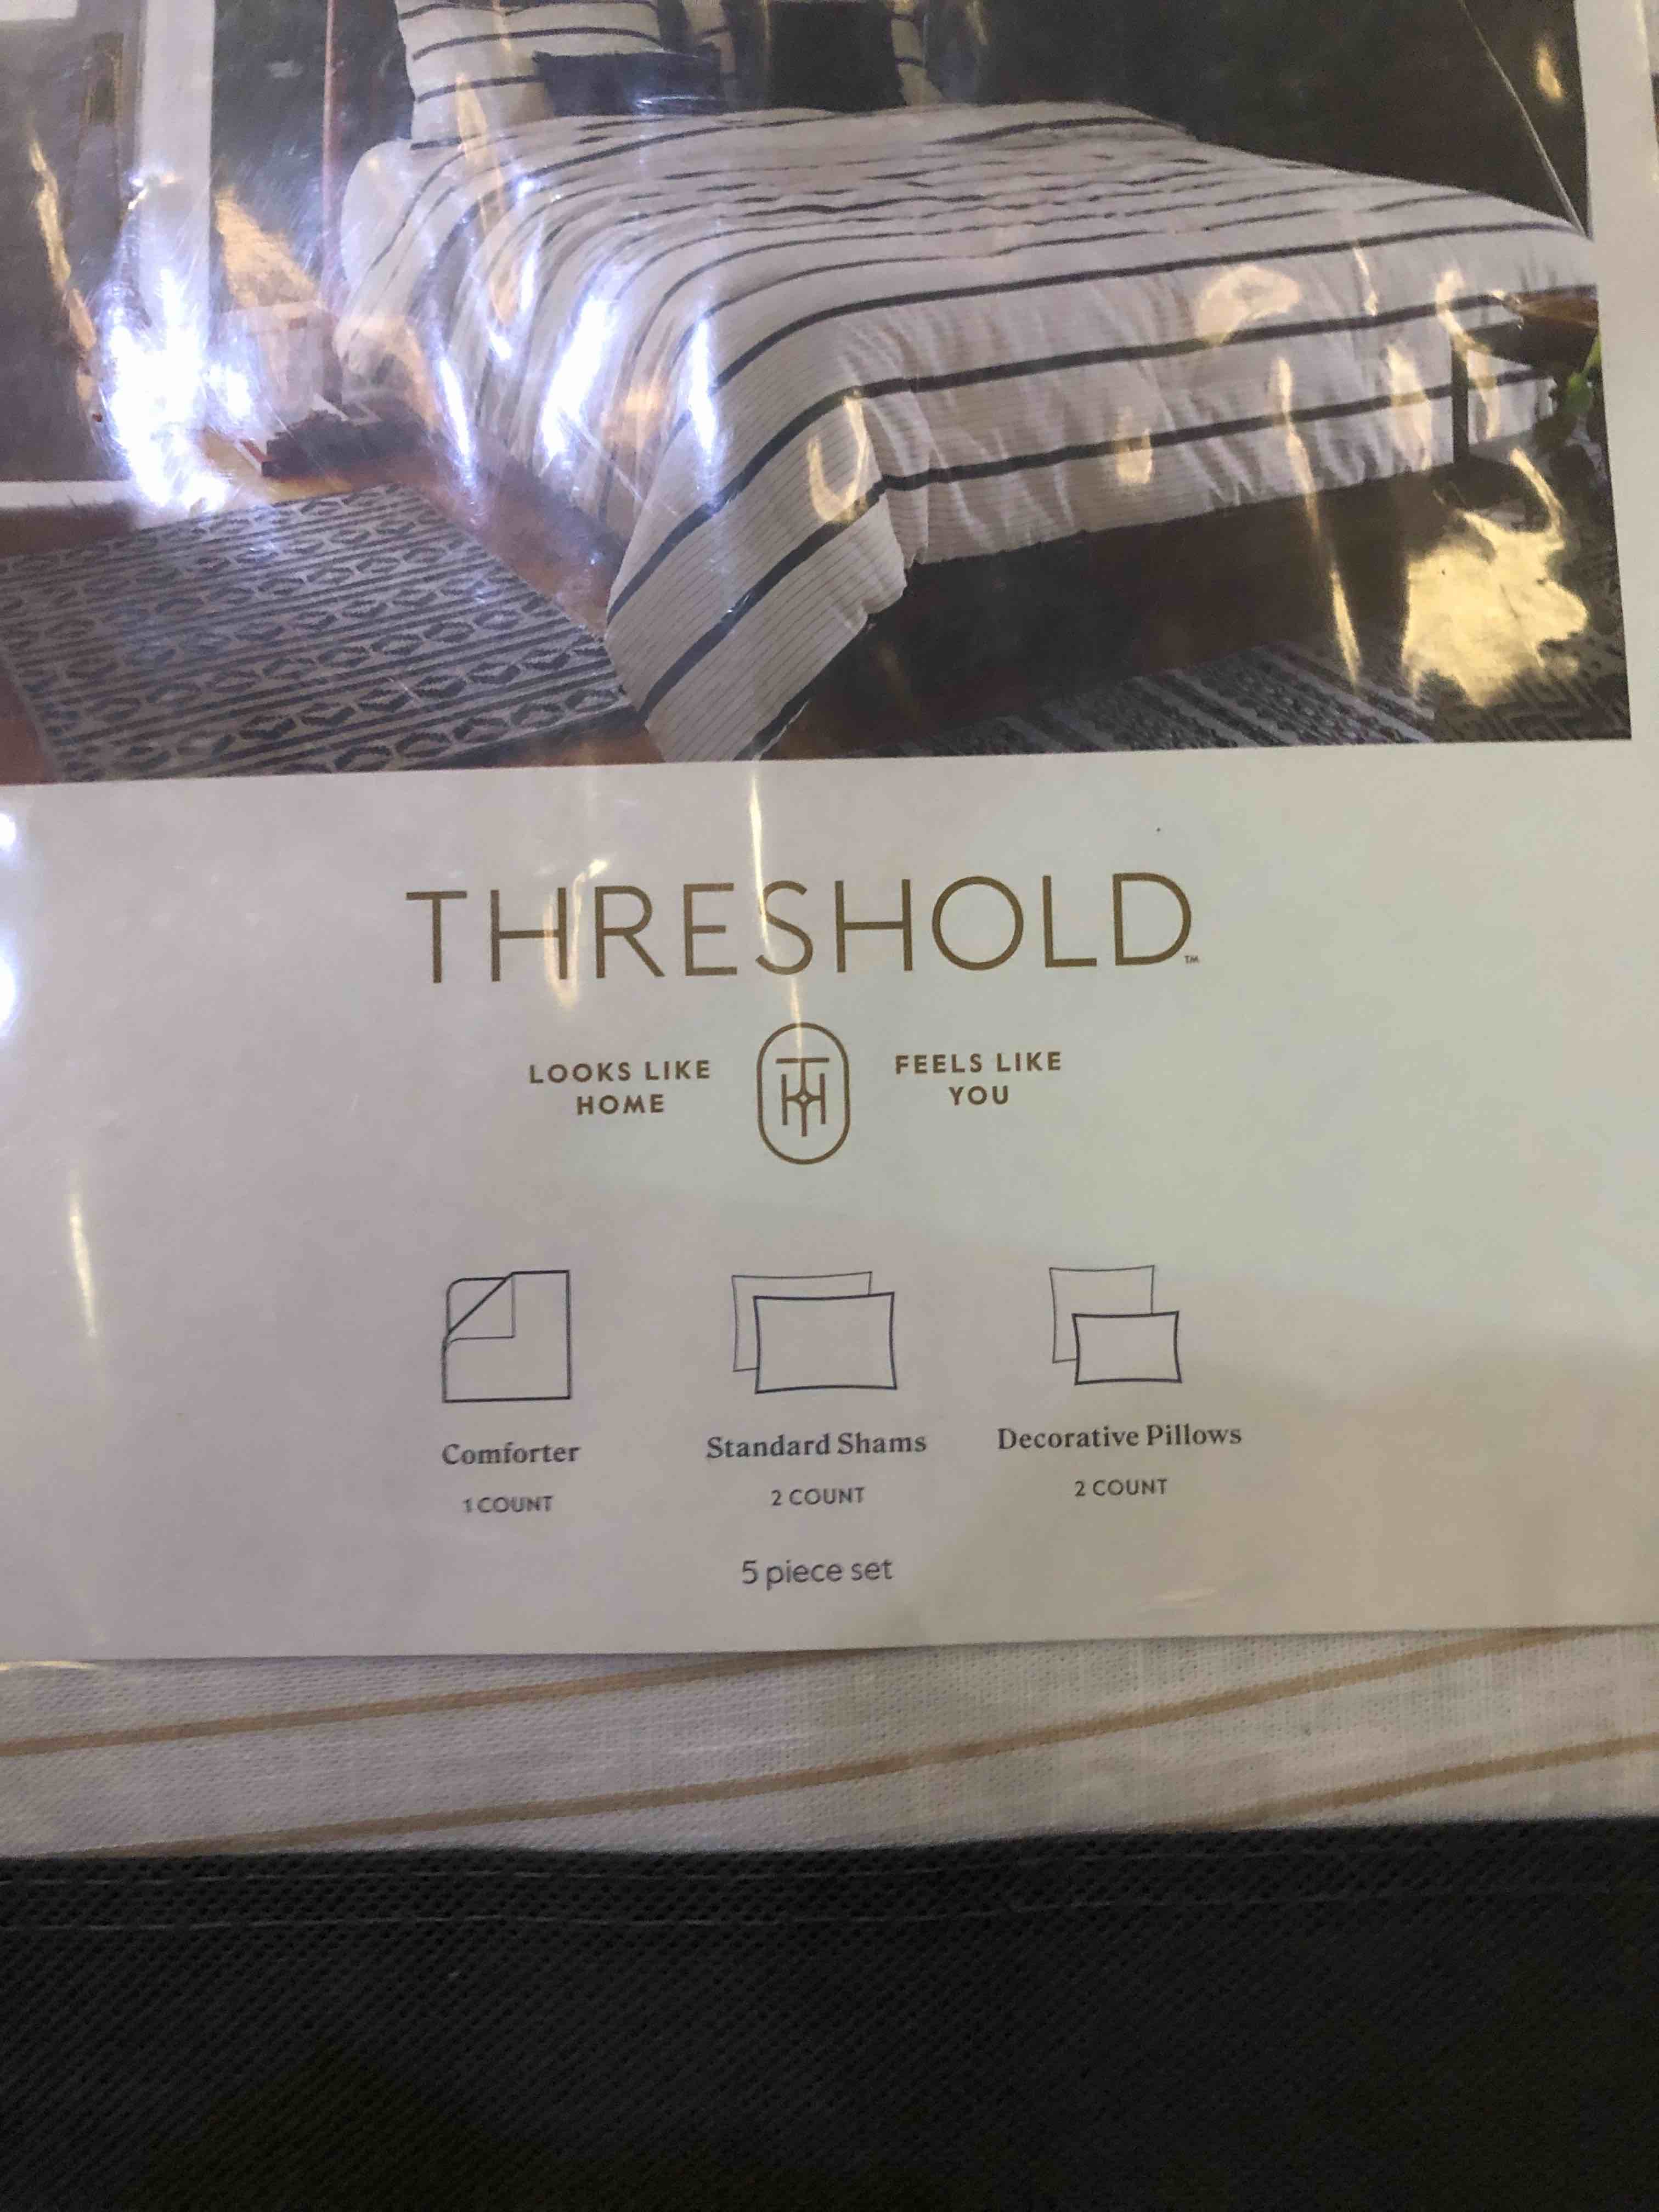 THRESHOLD™
LOOKS LIKE
HOME
FEELS LIKE
YOU
Comforter
1 COUNT
Standard Shams
2 COUNT
Decorative Pillows
2 COUNT
5 piece set